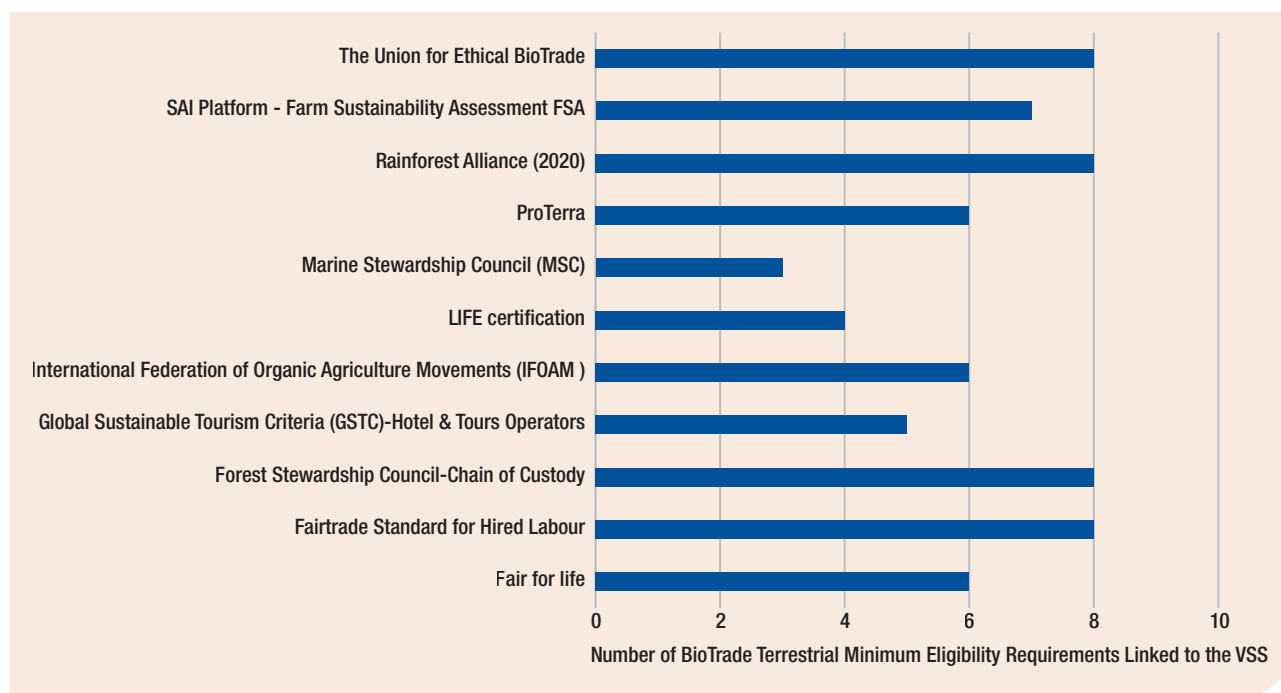 The Union for Ethical BioTrade
SAI Platform - Farm Sustainability Assessment FSA
Rainforest Alliance (2020)
ProTerra
Marine Stewardship Council (MSC)
LIFE certification
International Federation of Organic Agriculture Movements (IFOAM )
Global Sustainable Tourism Criteria (GSTC)-Hotel & Tours Operators
Forest Stewardship Council-Chain of Custody
Fairtrade Standard for Hired Labour
Fair for life
0 2 4 6 8 10
Number of BioTrade Terrestrial Minimum Eligibility Requirements Linked to the VSS